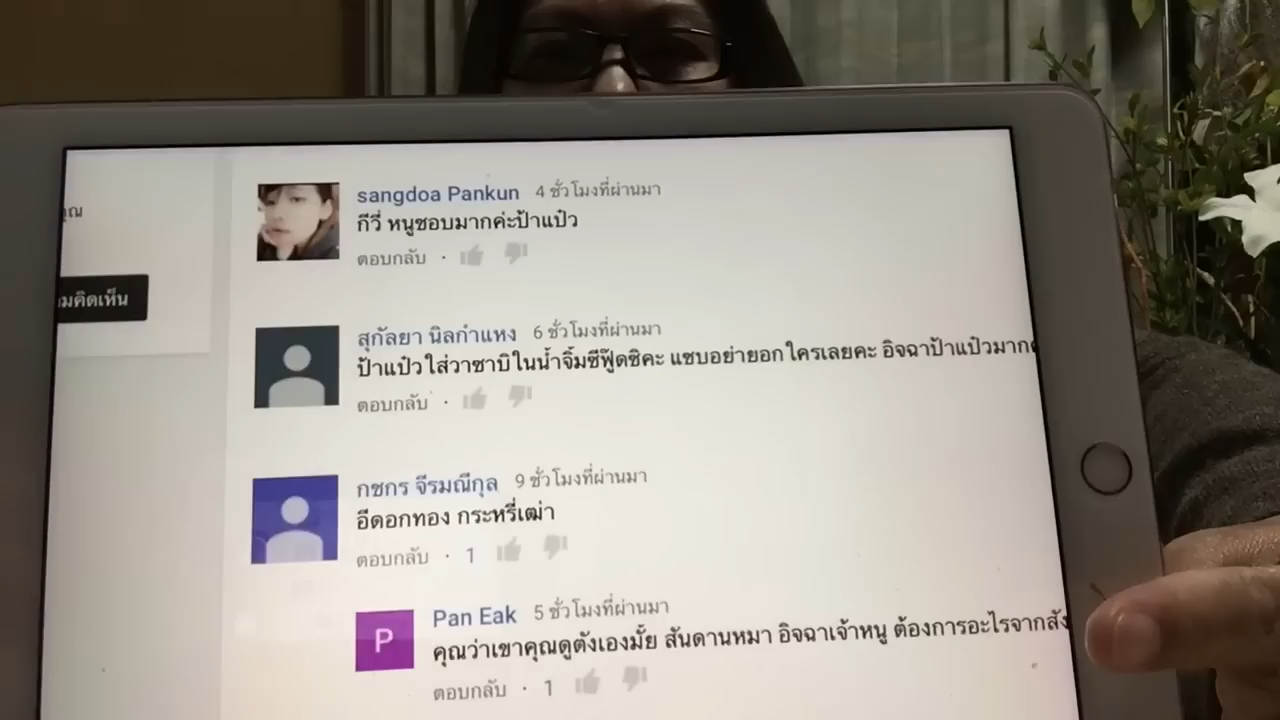 ุณ
มคิดเห็น
sangdoa Pankun 4 ชั่วโมงที่ผ่านมา
กีวี่ หนูชอบมากค่ะป้าแป๋ว
ตอบกลับ ·
สุกัลยา นิลกำแหง 6 ชั่วโมงที่ผ่านมา
ป้าแป๋วใส่วาซาบิในน้ำจิ้มซีฟู๊ดซิคะ แซบอย่ายอกใครเลยคะ อิจฉาป้าแป๋วมาก
ตอบกลับ ·
กชกร จีรมณีกุล 9 ชั่วโมงที่ผ่านมา
อีดอกทอง กระหรี่เฒ่า
ตอบกลับ · 1
P
Pan Eak 5 ชั่วโมงที่ผ่านมา
คุณว่าเขาคุณดูตังเองมั้ย สันดานหมา อิจฉาเจ้าหนู ต้องการอะไรจากสัง
ตอบกลับ · 1